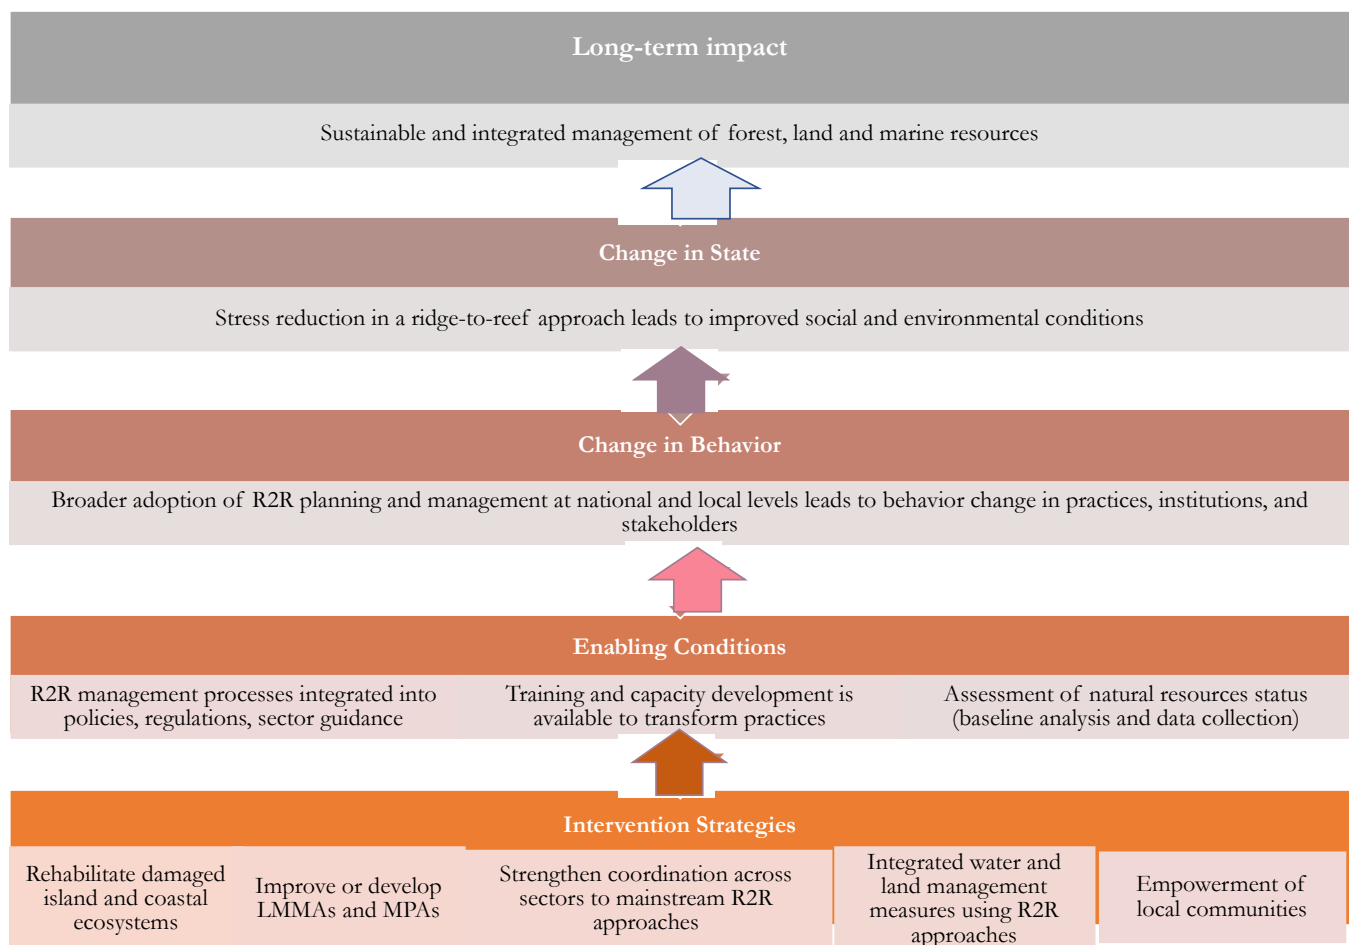 Long-term impact
Sustainable and integrated management of forest, land and marine resources
Change in State
Stress reduction in a ridge-to-reef approach leads to improved social and environmental conditions
Change in Behavior
Broader adoption of R2R planning and management at national and local levels leads to behavior change in practices, institutions, and
stakeholders
Enabling Conditions
R2R management processes integrated into
policies, regulations, sector guidance
Training and capacity development is
available to transform practices
Assessment of natural resources status
(baseline analysis and data collection)
Intervention Strategies
Rehabilitate damaged
island and coastal
ecosystems
Improve or develop
LMMAs and MPAs
Strengthen coordination across
sectors to mainstream R2R
approaches
Integrated water and
land management
measures using R2R
approaches
Empowerment of
local communities